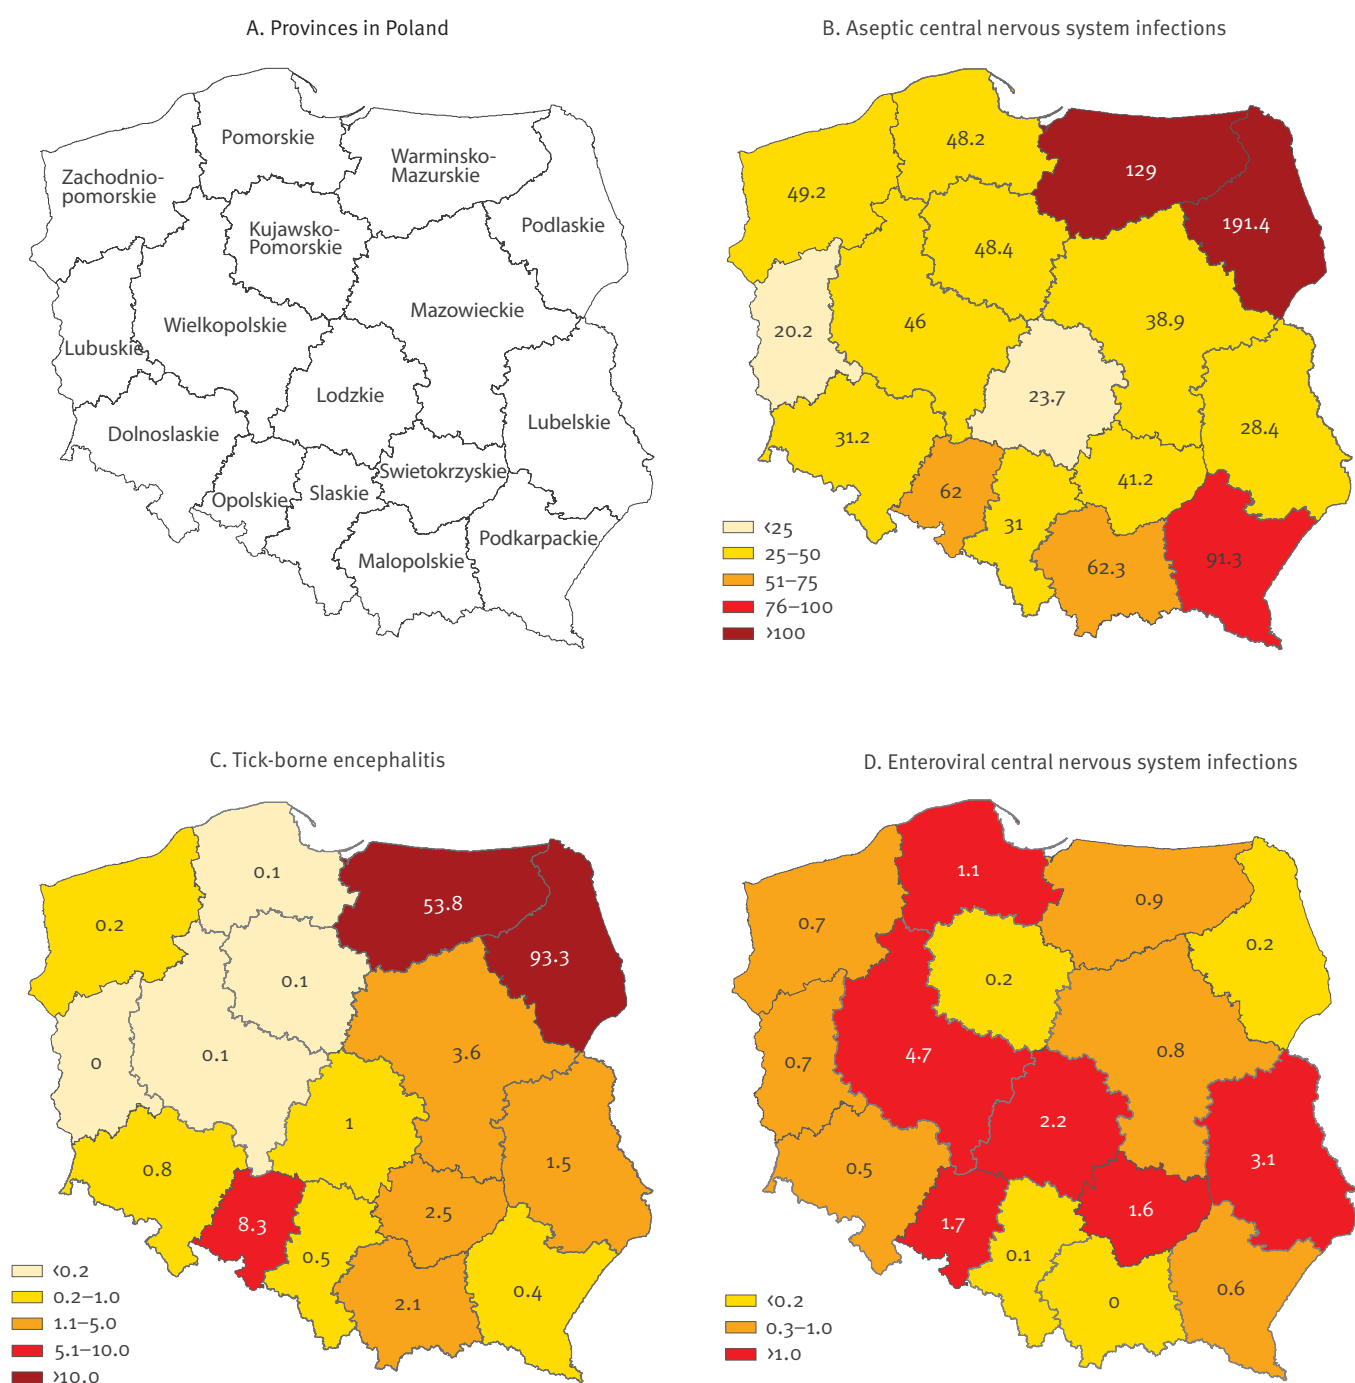 A. Provinces in Poland
Pomorskie
Warminsko-
Mazurskie
Zachodnio-
pomorskie
Kujawsko-
Pomorskie
Podlaskie
Mazowieckie
Wielkopolskie
Lubuskie
Lodzkie
Lubelskie
Dolnoslaskie
Swietokrzyskie
Opolskie
Slaskie
Podkarpackie
Malopolskie
B. Aseptic central nervous system infections
48.2
129
49.2
191.4
48.4
38.9
46
20.2
23.7
28.4
31.2
41.2
62
31
91.3
62.3
<25
25–50
51–75
76–100
>100
C. Tick-borne encephalitis
0.1
53.8
0.2
93.3
0.1
3.6
0.1
0
1
1.5
0.8
2.5
8.3
0.5
0.4
2.1
<0.2
0.2–1.0
1.1–5.0
5.1–10.0
>10.0
D. Enteroviral central nervous system infections
1.1
0.9
0.7
0.2
0.2
0.8
4.7
0.7
2.2
3.1
0.5
1.6
1.7
0.1
0.6
0
<0.2
0.3–1.0
>1.0